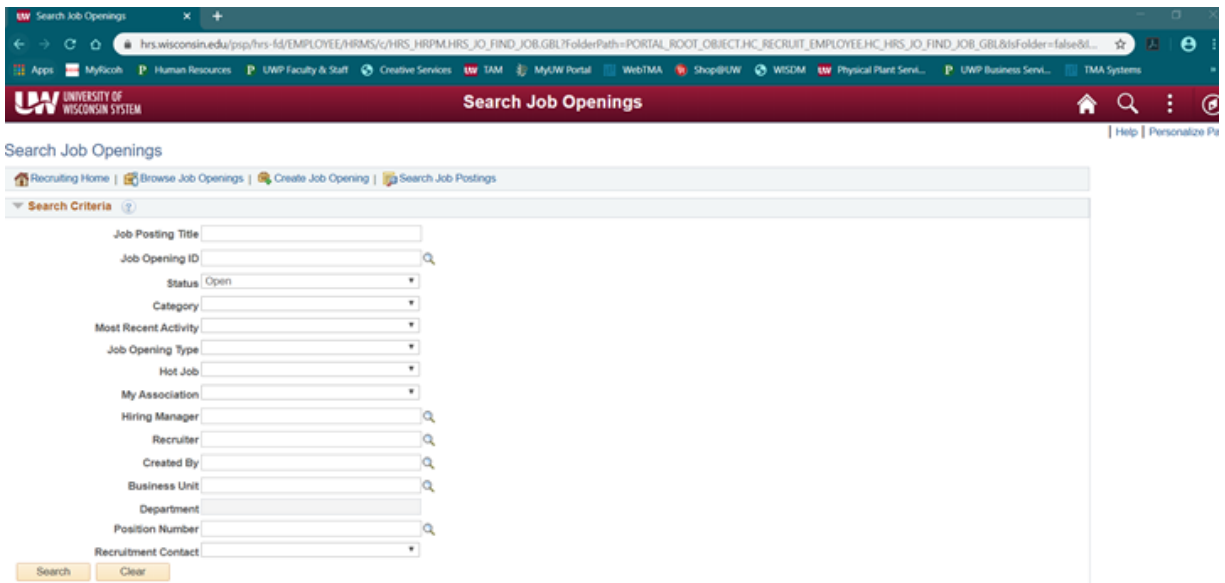 Search Job Openings
hrs.wisconsin.edu/psp/hrs-fd/EMPLOYEE/HRMS/c/HRS_HRPM.HRS_JO_FIND_JOB.GBL?FolderPath=PORTAL_ROOT_OBJECT.HC_RECRUIT_EMPLOYEE.HC_HRS_JO_FIND_JOB_GBL&IsFolder=false&I...
Apps MyRicoh Human Resources UWP Faculty & Staff Creative Services UW TAM MyUW Portal WebTMA Shop@UW WISDM UW Physical Plant Servi... UWP Business Servi... TMA Systems »
UW UNIVERSITY OF
WISCONSIN SYSTEM
Search Job Openings
Help | Personalize Pa
Search Job Openings
Recruiting Home | Browse Job Openings | Create Job Opening | Search Job Postings
Search Criteria ?
Job Posting Title
Job Opening ID
Status Open
Category
Most Recent Activity
Job Opening Type
Hot Job
My Association
Hiring Manager
Recruiter
Created By
Business Unit
Department
Position Number
Recruitment Contact
Search Clear